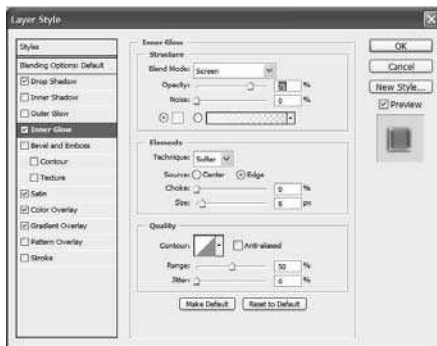 Layer Style
Styles
Blending Options: Default
Drop Shadow
Inner Shadow
Outer Glow
Inner Glow
Bevel and Emboss
Contour
Texture
Satin
Color Overlay
Gradient Overlay
Pattern Overlay
Stroke
Inner Glow
Structure
Blend Mode: Screen
Opacity: %
Noise: 0 %
Elements
Technique: Softer
Source: Center Edge
Choke: 0 %
Size: px
Quality
Contour: Anti-aliased
Range: 50 %
Jitter: 0 %
Make Default Reset to Default
OK
Cancel
New Style...
Preview